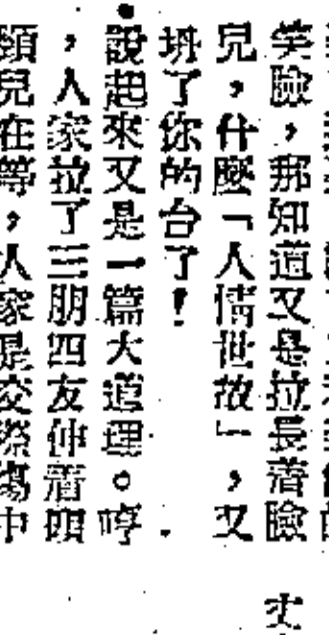 笑臉，那知道又是拉長着臉
兒，什麼「人情世故」，又
坍了你的台了！
說起來又是一篇大道理。哼
，人家拉了三朋四友伸着四
頸兒在等，人家是交際場中
丈